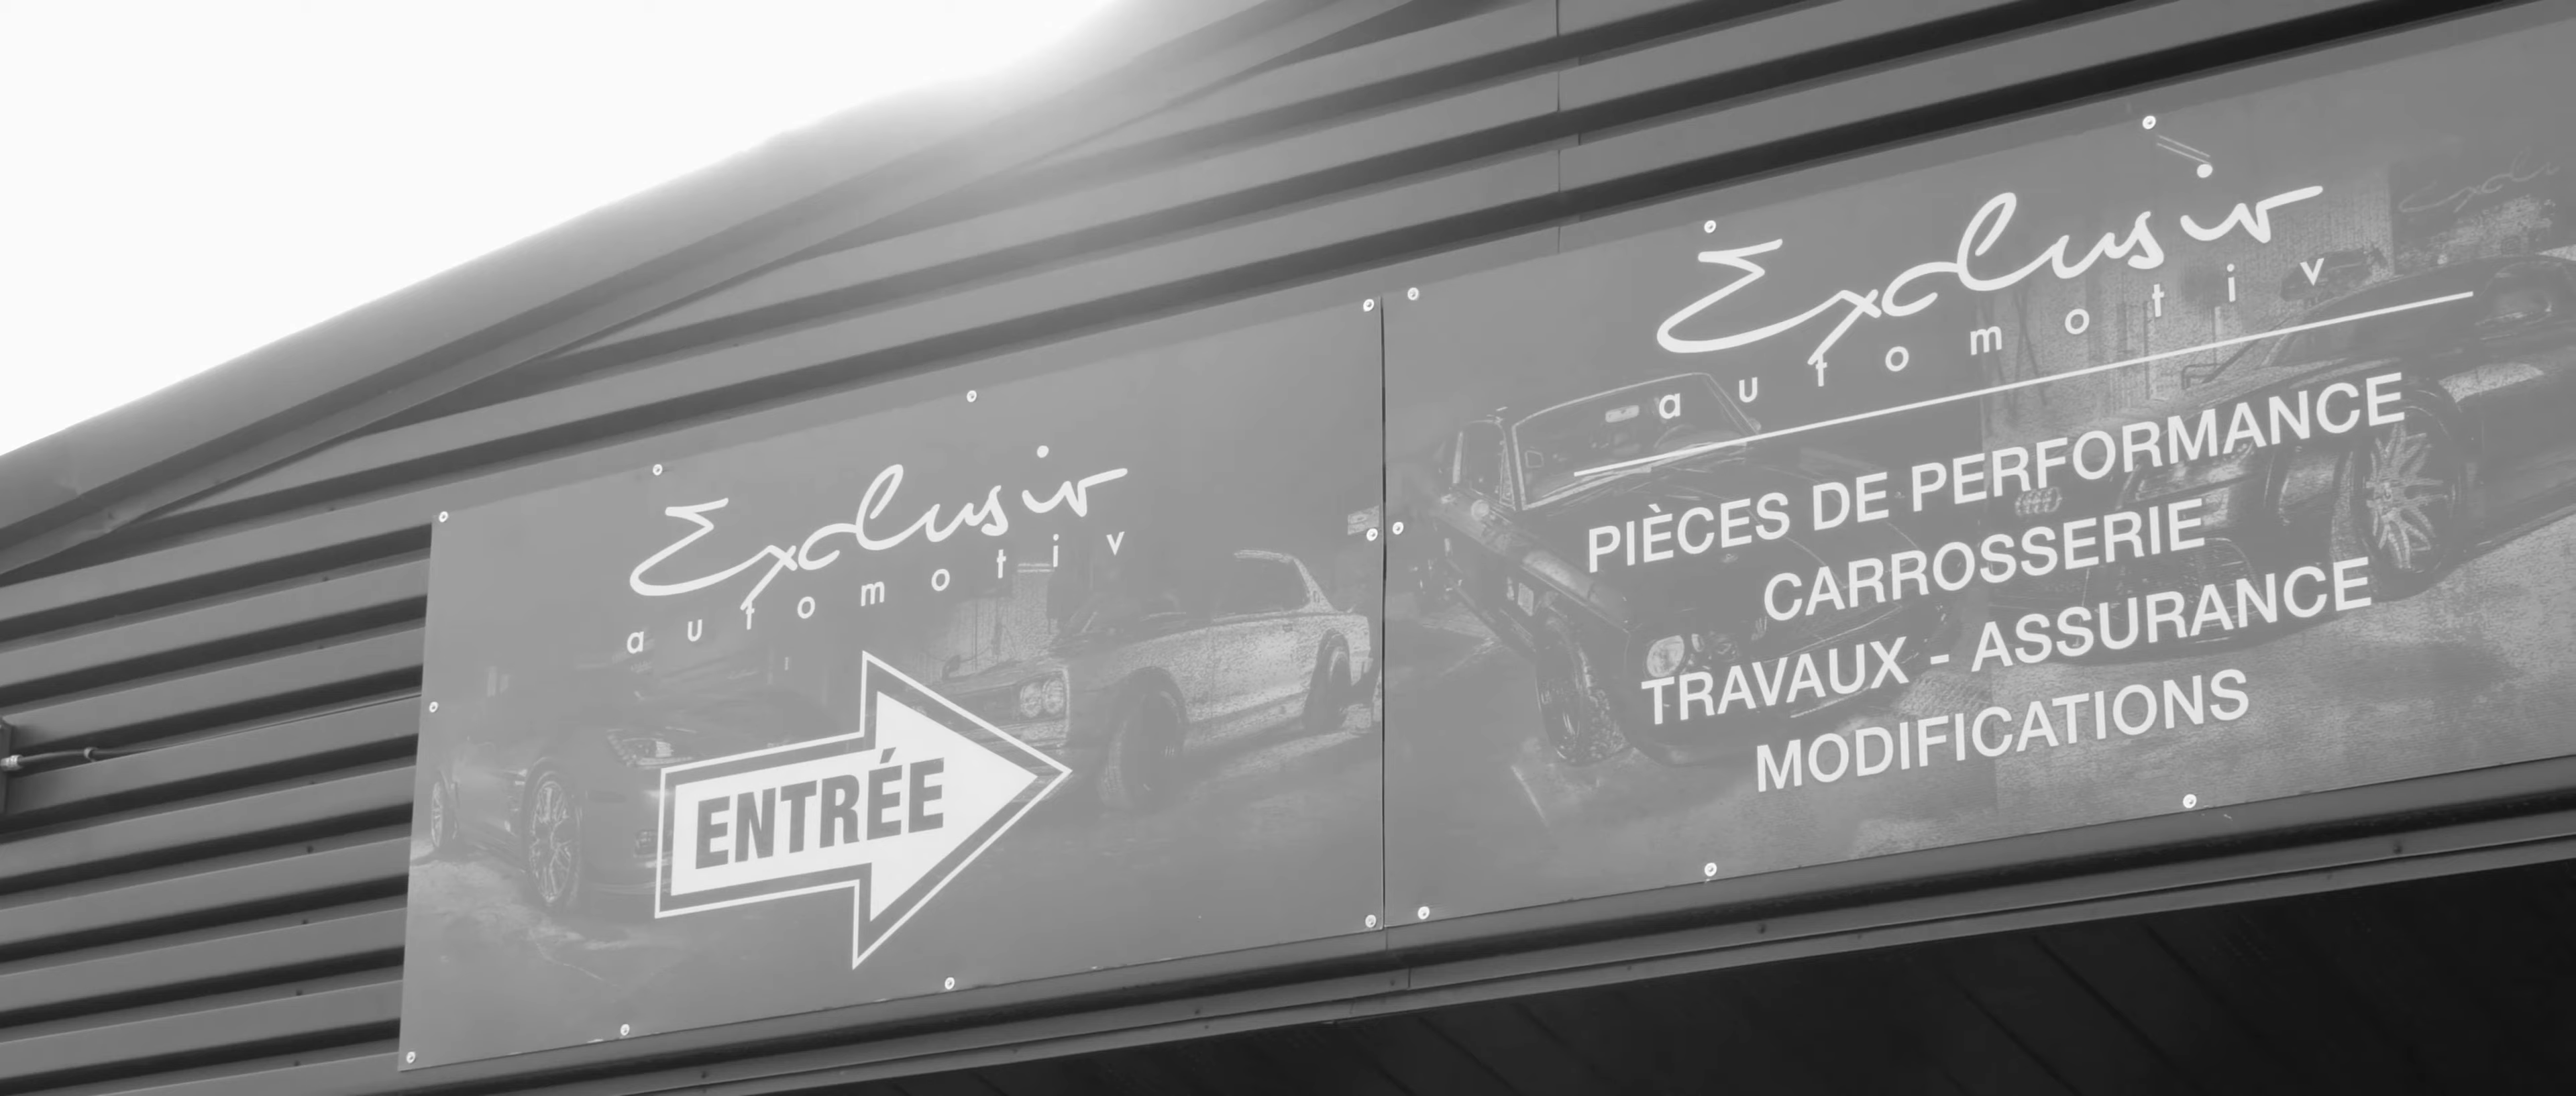 Exclusiv
automotiv
ENTRÉE
Exclusiv
automotiv
PIÈCES DE PERFORMANCE
CARROSSERIE
TRAVAUX - ASSURANCE
MODIFICATIONS